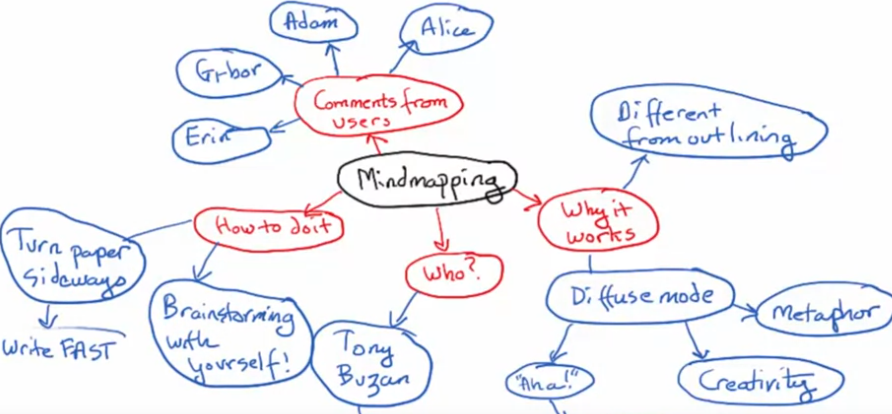 Adam
Alice
Gibor
Comments from
users
Erin
Different
from outlining
Mindmapping
Why it
works
How to do it
Turn paper
sideways
Who?
Diffuse mode
Metaphor
Brainstorming
with
yourself!
Write FAST
Tony
Buzan
"Aha!"
Creativity